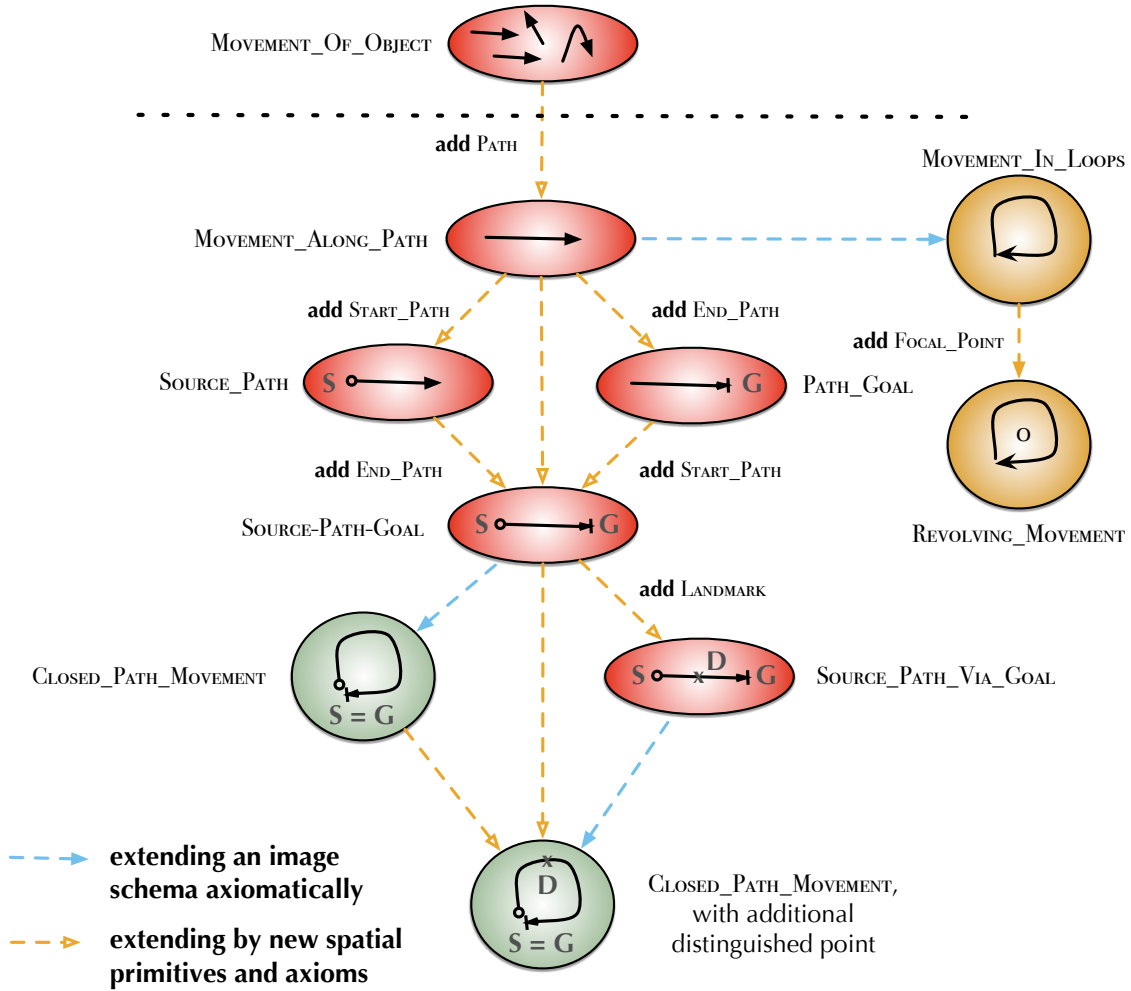 Movement_Of_Object
add Path
Movement_In_Loops
Movement_Along_Path
add Start_Path
add End_Path
add Focal_Point
Source_Path
S
G
Path_Goal
O
add End_Path
add Start_Path
Source-Path-Goal
S
G
Revolving_Movement
add Landmark
Closed_Path_Movement
S = G
S
D
x
G
Source_Path_Via_Goal
extending an image
schema axiomatically
x
D
S = G
Closed_Path_Movement,
with additional
distinguished point
extending by new spatial
primitives and axioms